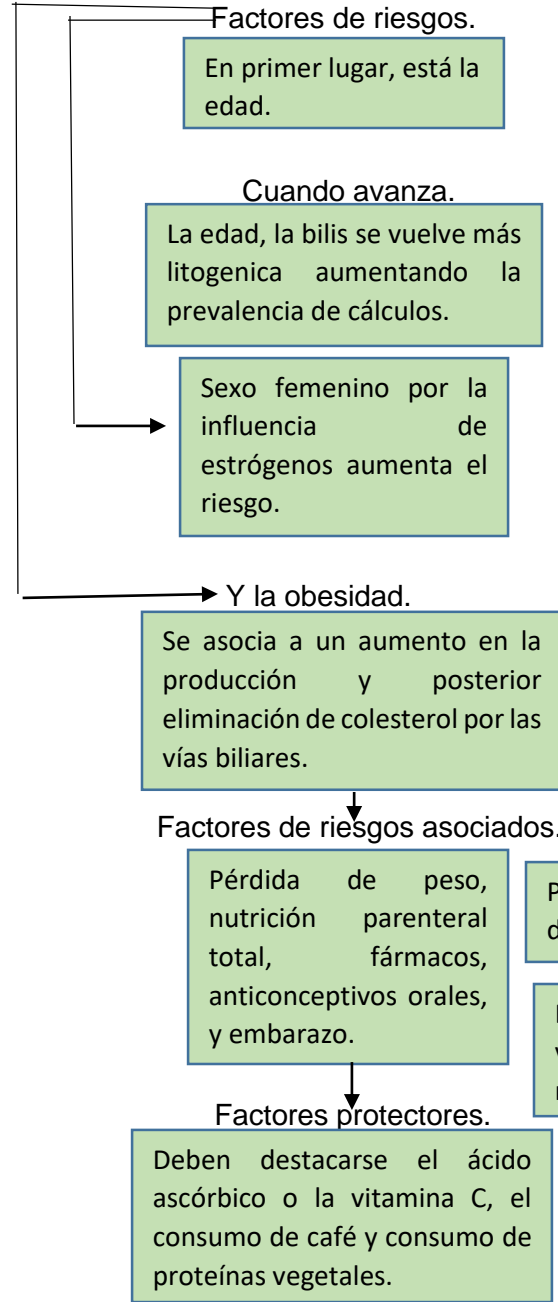 Factores de riesgos.
En primer lugar, está la
edad.
Cuando avanza.
La edad, la bilis se vuelve más
litogenica aumentando la
prevalencia de cálculos.
Sexo femenino por la
influencia de
estrógenos aumenta el
riesgo.
Y la obesidad.
Se asocia a un aumento en la
producción y posterior
eliminación de colesterol por las
vías biliares.
Factores de riesgos asociados.
Pérdida de peso,
nutrición parenteral
total, fármacos,
anticonceptivos orales,
y embarazo.
Factores protectores.
Deben destacarse el ácido
ascórbico o la vitamina C, el
consumo de café y consumo de
proteínas vegetales.